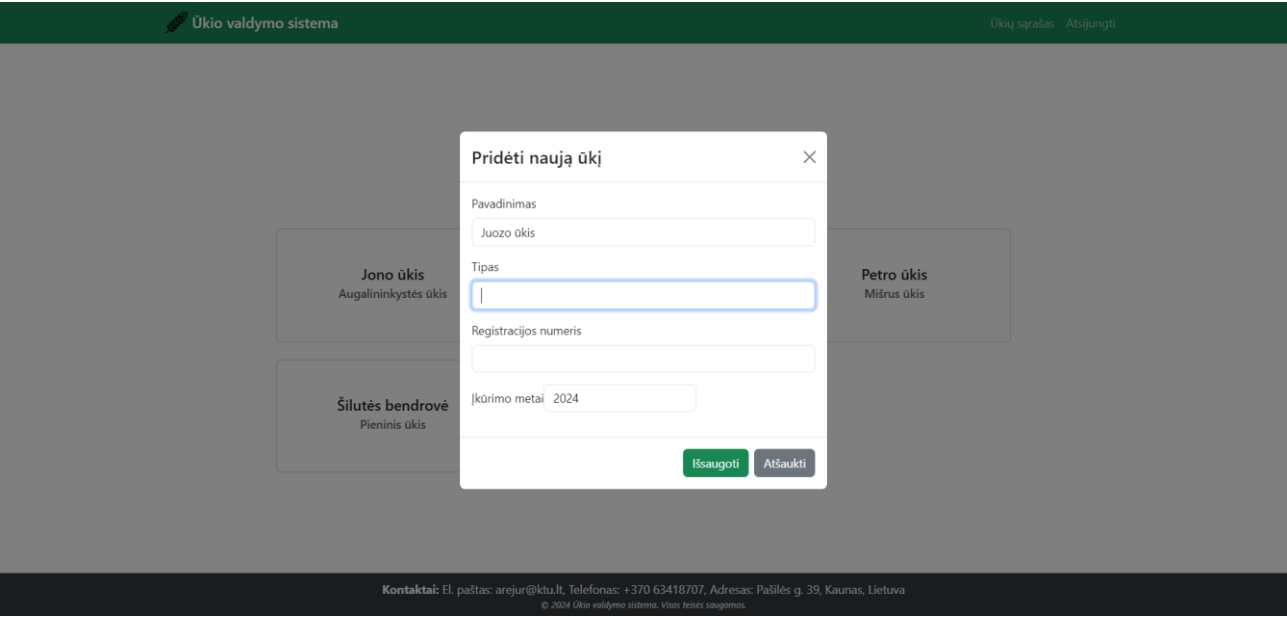 Ūkio valdymo sistema
Ūkių sąrašas Atsijungti
Pridėti naują ūkį
Pavadinimas
Juozo ūkis
Tipas
Registracijos numeris
Įkūrimo metai 2024
Išsaugoti Atšaukti
Jono ūkis
Augalininkystės ūkis
Petro ūkis
Mišrus ūkis
Šilutės bendrovė
Pieninis ūkis
Kontaktai: El. paštas: arejur@ktu.lt, Telefonas: +370 63418707, Adresas: Pašilės g. 39, Kaunas, Lietuva
© 2024 Ūkio valdymo sistema. Visos teisės saugomos.